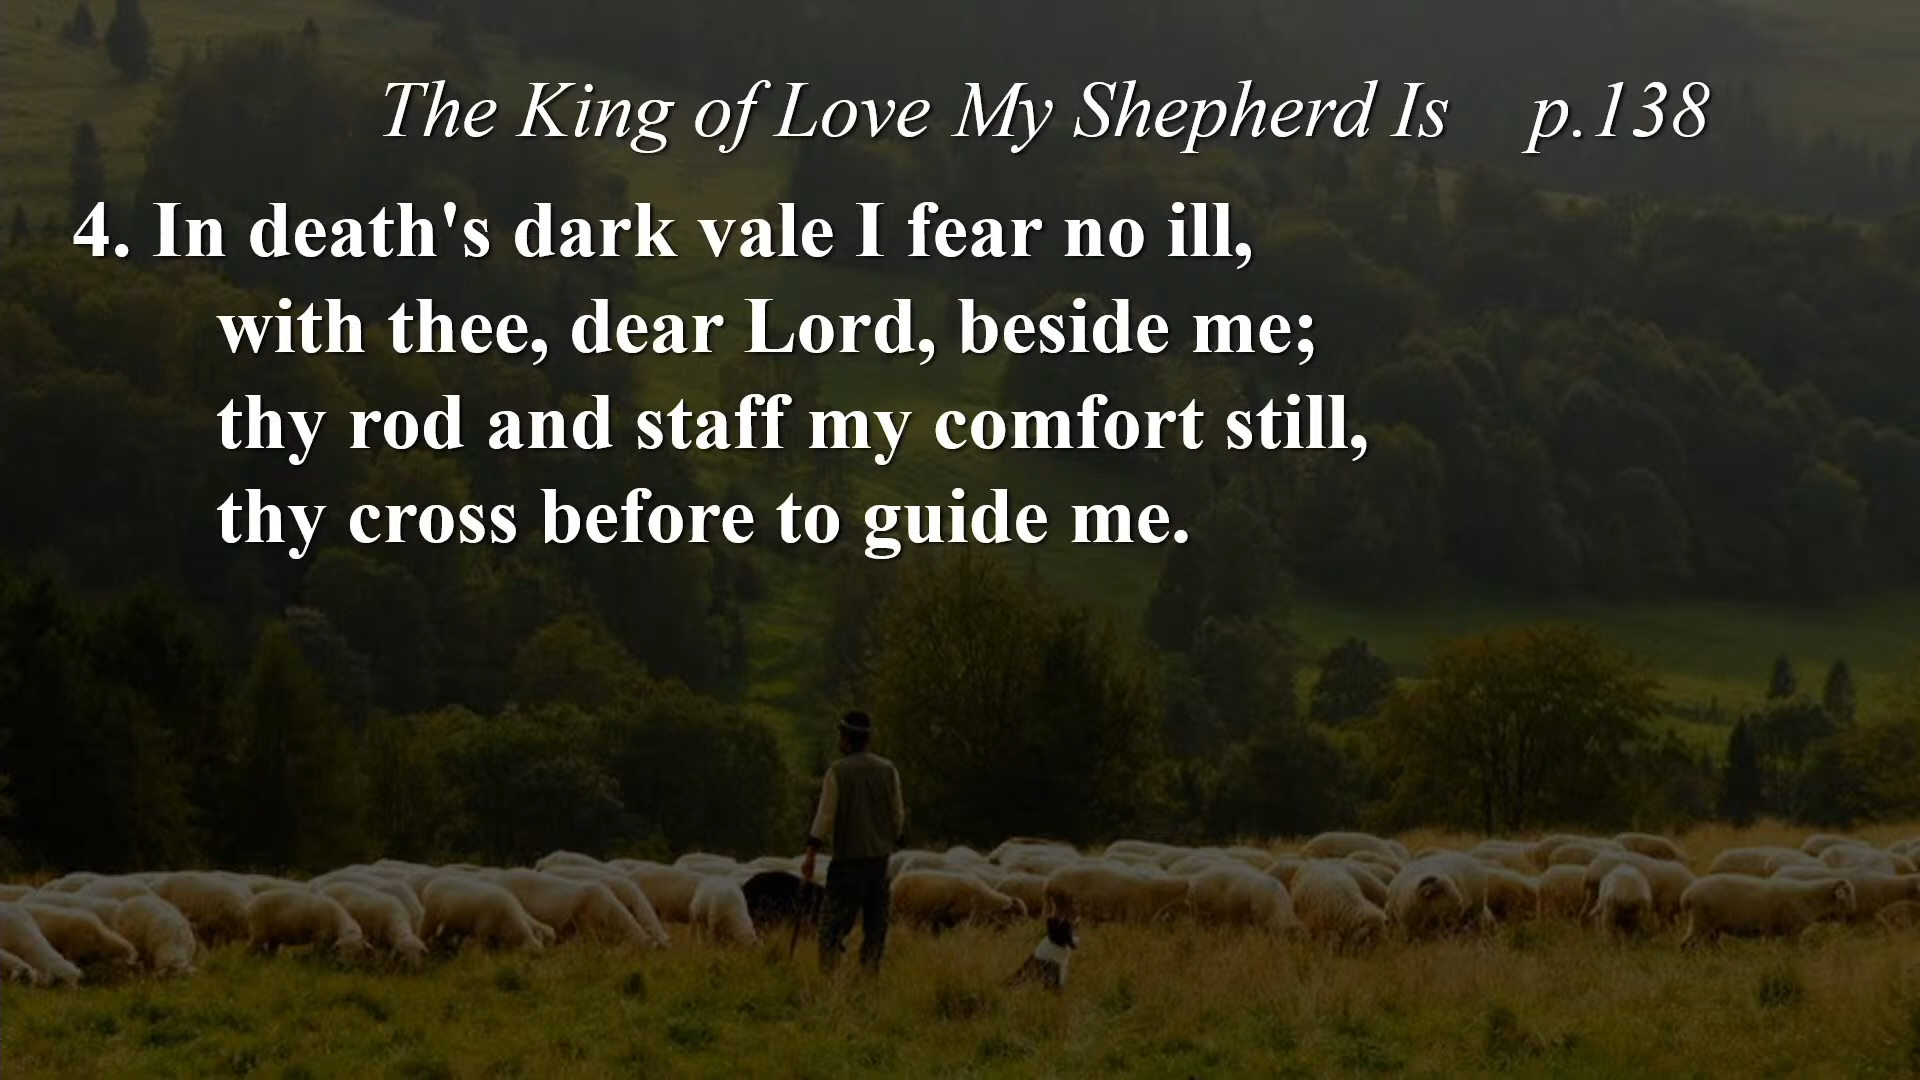 The King of Love My Shepherd Is p.138
4. In death's dark vale I fear no ill,
with thee, dear Lord, beside me;
thy rod and staff my comfort still,
thy cross before to guide me.